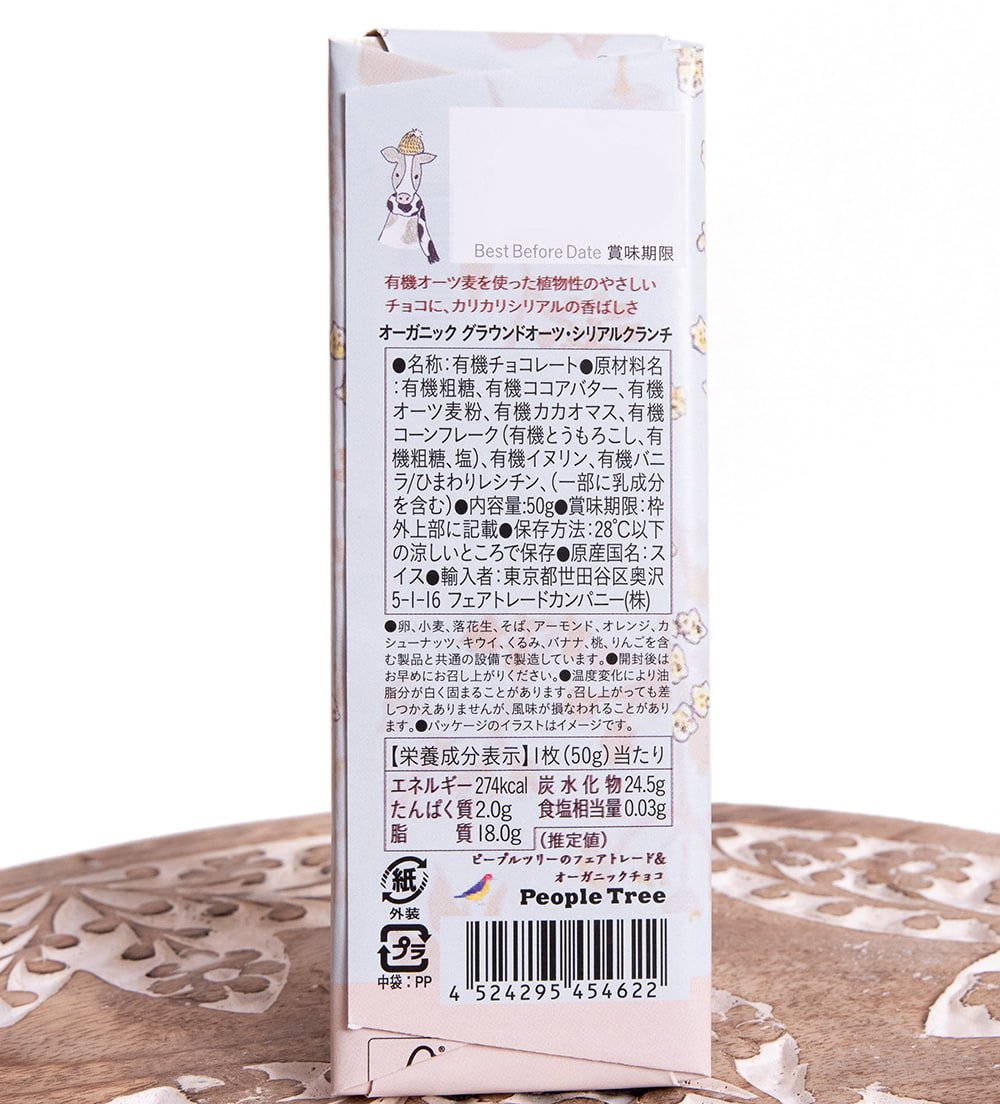 Best Before Date 賞味期限
有機オーツ麦を使った植物性のやさしい
チョコに、カリカリシリアルの香ばしさ
オーガニック グラウンドオーツ・シリアルクランチ
●名称:有機チョコレート●原材料名
:有機粗糖、有機ココアバター、有機
オーツ麦粉、有機カカオマス、有機
コーンフレーク(有機とうもろこし、有
機粗糖、塩)、有機イヌリン、有機バニ
ラ/ひまわりレシチン、(一部に乳成分
を含む)●内容量:50g●賞味期限:枠
外上部に記載●保存方法:28℃以下
の涼しいところで保存●原産国名:ス
イス●輸入者:東京都世田谷区奥沢
5-1-16 フェアトレードカンパニー(株)
●卵、小麦、落花生、そば、アーモンド、オレンジ、カ
シューナッツ、キウイ、くるみ、バナナ、桃、りんごを含
む製品と共通の設備で製造しています。●開封後は
お早めにお召し上がりください。●温度変化により油
脂分が白く固まることがあります。召し上がっても差
しつかえありませんが、風味が損なわれることがあり
ます。●パッケージのイラストはイメージです。
【栄養成分表示】1枚(50g)当たり
エネルギー274kcal 炭水化物24.5g
たんぱく質2.0g 食塩相当量0.03g
脂質18.0g (推定値)
ピープルツリーのフェアトレード&
オーガニックチョコ
People Tree
紙
外装
プラ
中袋:PP
4 524295 454622